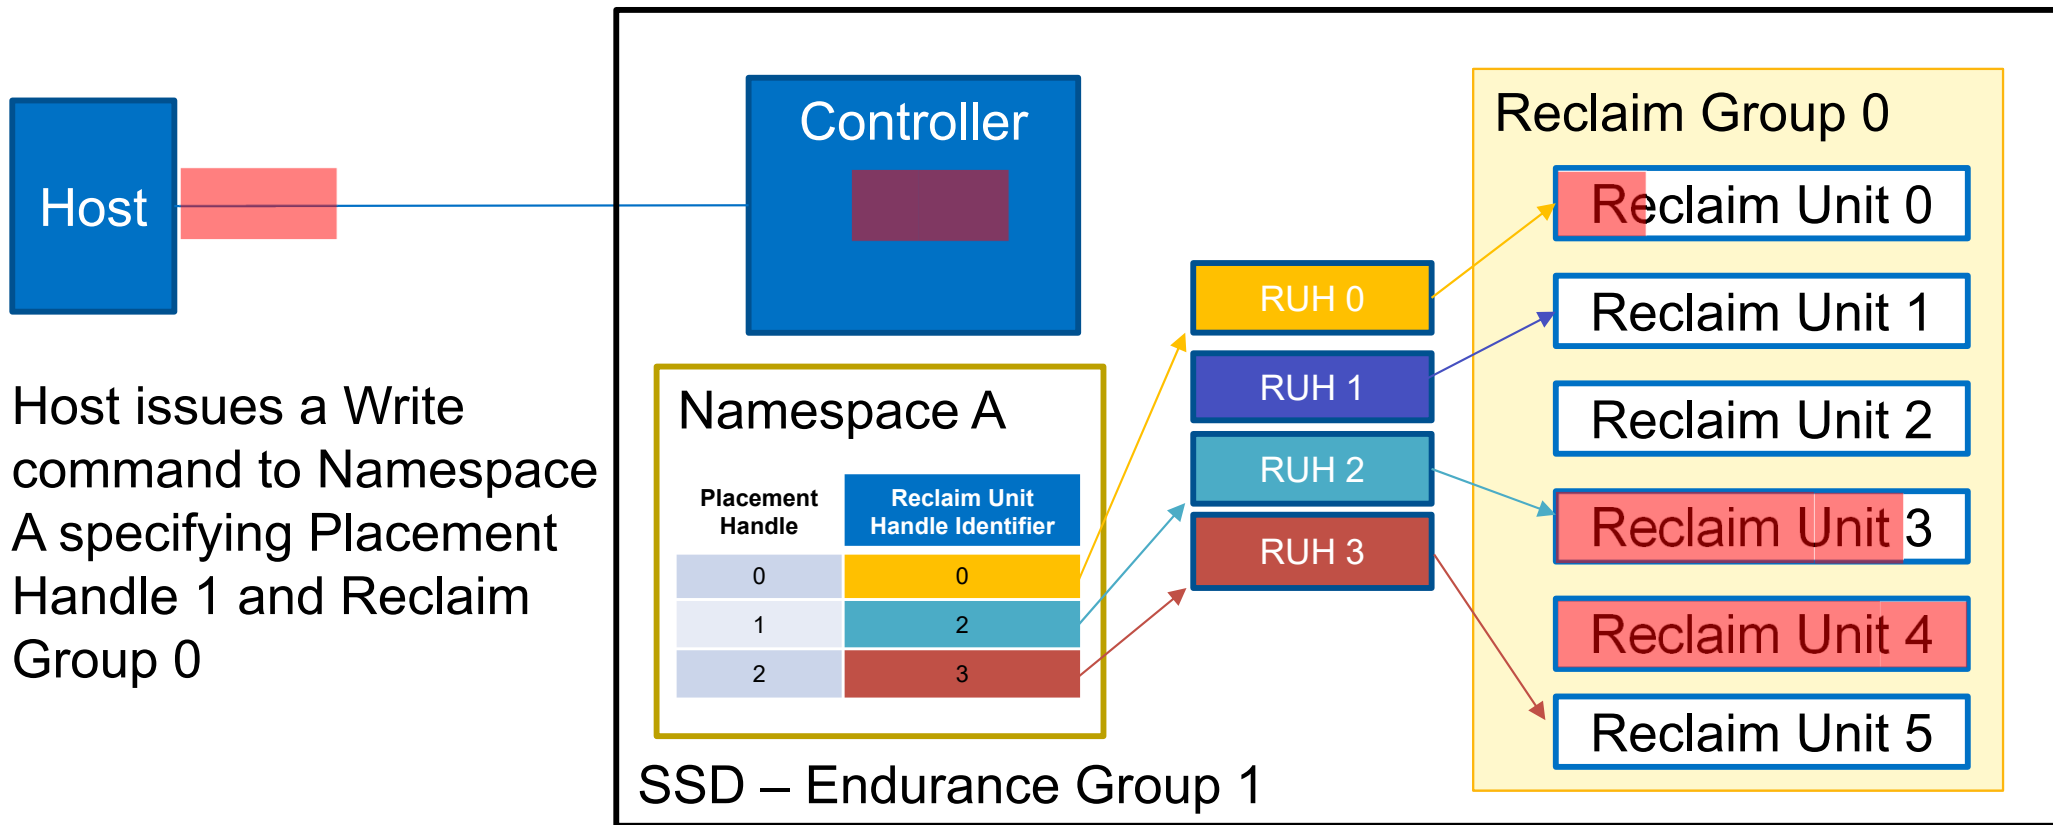 Host
Host issues a Write
command to Namespace
A specifying Placement
Handle 1 and Reclaim
Group 0
Controller
Namespace A
Placement Handle
Reclaim Unit Handle Identifier
0 0
1 2
2 3
RUH 0
RUH 1
RUH 2
RUH 3
Reclaim Group 0
Reclaim Unit 0
Reclaim Unit 1
Reclaim Unit 2
Reclaim Unit 3
Reclaim Unit 4
Reclaim Unit 5
SSD – Endurance Group 1